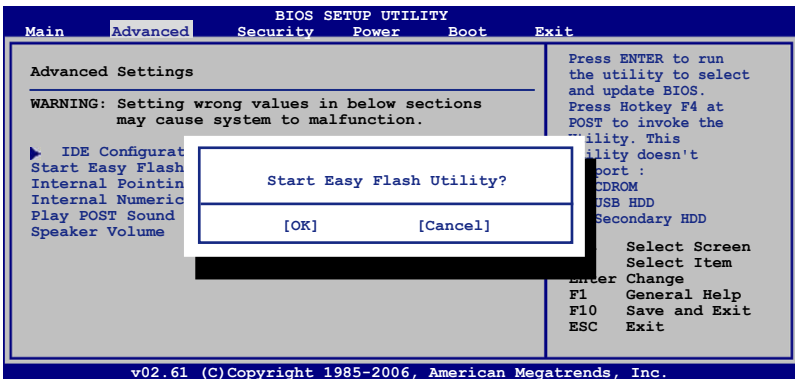 BIOS SETUP UTILITY
Main Advanced Security Power Boot Exit
Advanced Settings
WARNING: Setting wrong values in below sections
may cause system to malfunction.
IDE Configurat
Start Easy Flash
Internal Pointin
Internal Numeric
Play POST Sound
Speaker Volume
Start Easy Flash Utility?
[OK] [Cancel]
Press ENTER to run
the utility to select
and update BIOS.
Press Hotkey F4 at
POST to invoke the
Utility. This
utility doesn't
port :
CDROM
USB HDD
Secondary HDD
Select Screen
Select Item
Enter Change
F1 General Help
F10 Save and Exit
ESC Exit
v02.61 (C)Copyright 1985-2006, American Megatrends, Inc.